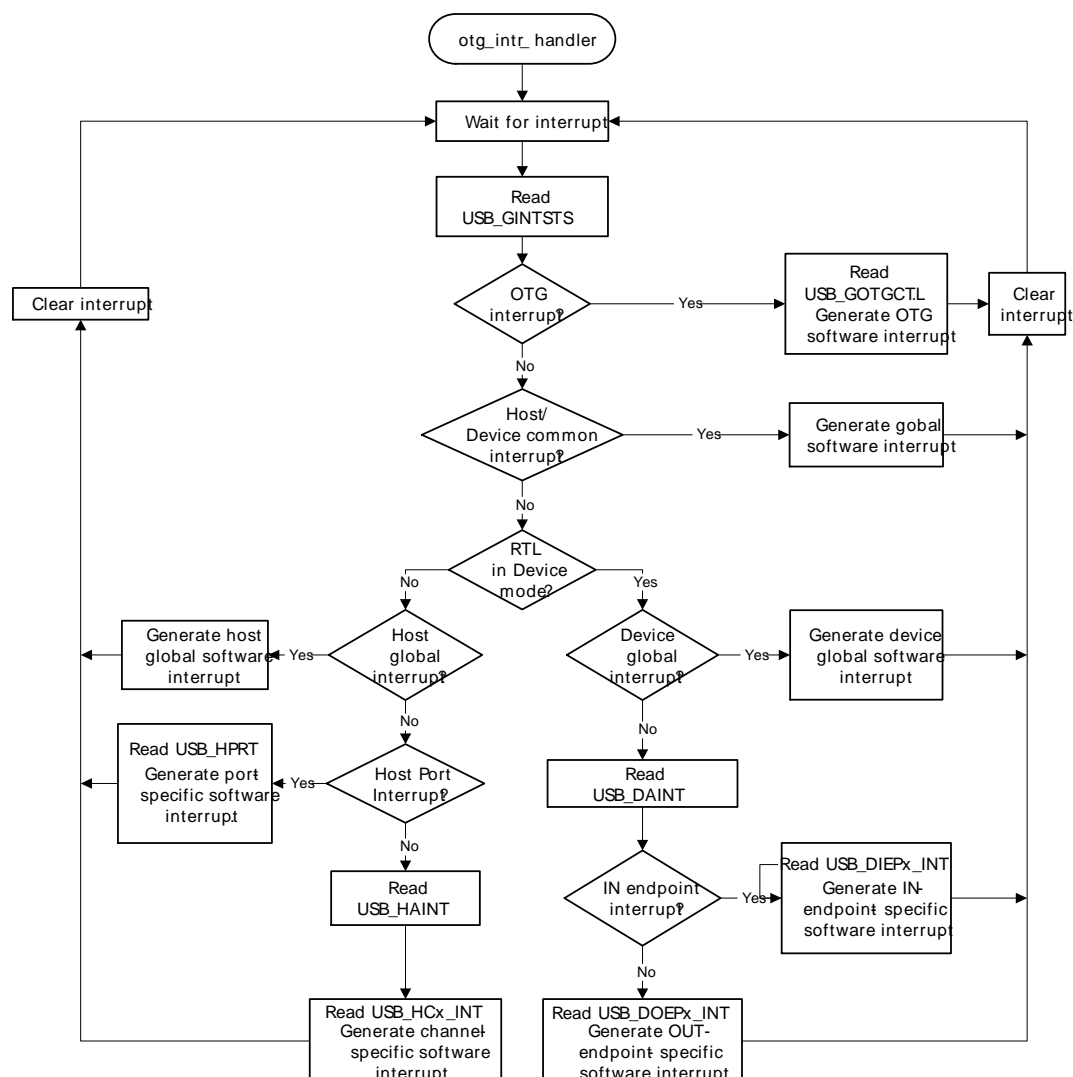 otg_intr_ handler
Wait for interrupt
Read
USB_GINTSTS
OTG
interrupt?
Yes
Read
USB_GOTGCT.L
Generate OTG
software interrupt
Clear
interrupt
Clear interrupt
No
Host/
Device common
interrupt?
Yes
Generate gobal
software interrupt
No
RTL
in Device
mode?
No
Yes
Generate host
global software
interrupt
Yes
Host
global
interrupt?
Device
global
interrupt?
Yes
Generate device
global software
interrupt
No
No
Read USB_HPRT
Generate port-
specific software
interrup.t
Yes
Host Port
Interrupt?
Read
USB_DAINT
No
Read
USB_HAINT
IN endpoint
interrupt?
Yes
Read USB_DIEPx_INT
Generate IN-
endpoint- specific
software interrupt
No
Read USB_HCx_INT
Generate channel-
specific software
interrupt
Read USB_DOEPx_INT
Generate OUT-
endpoint- specific
software interrupt